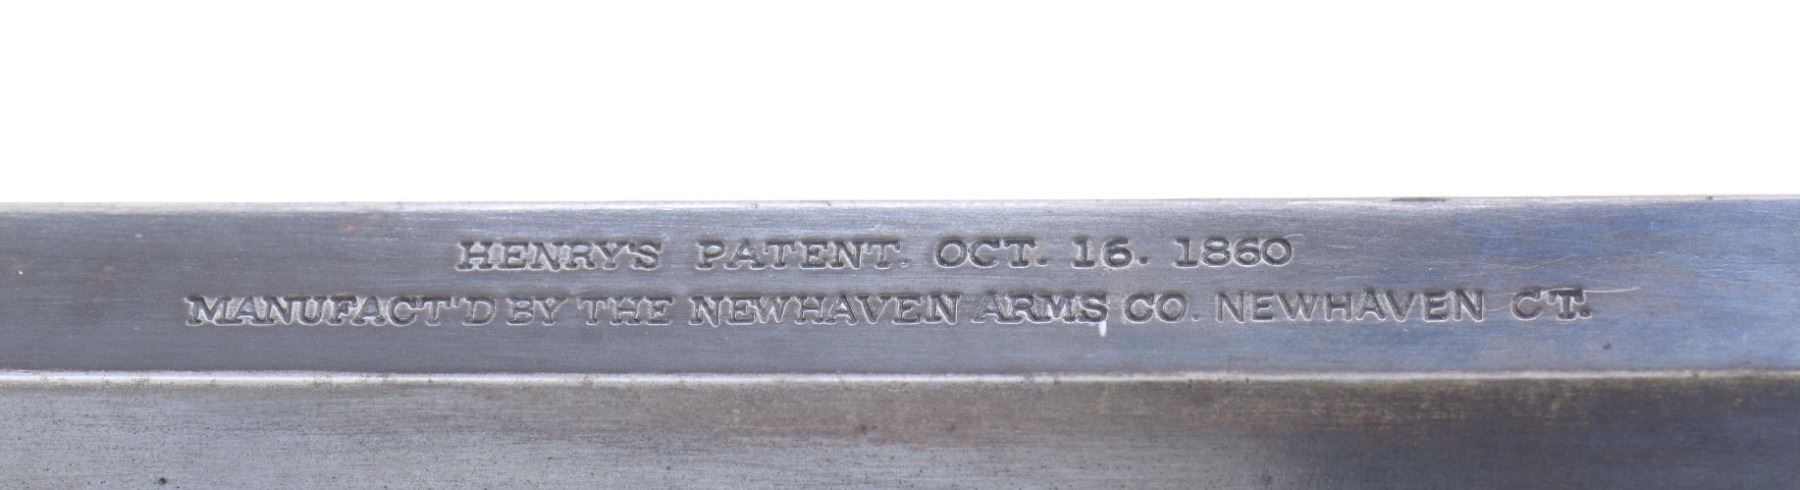 HENRY'S PATENT. OCT. 16. 1860
MANUFACT'D BY THE NEWHAVEN ARMS CO. NEWHAVEN CT.